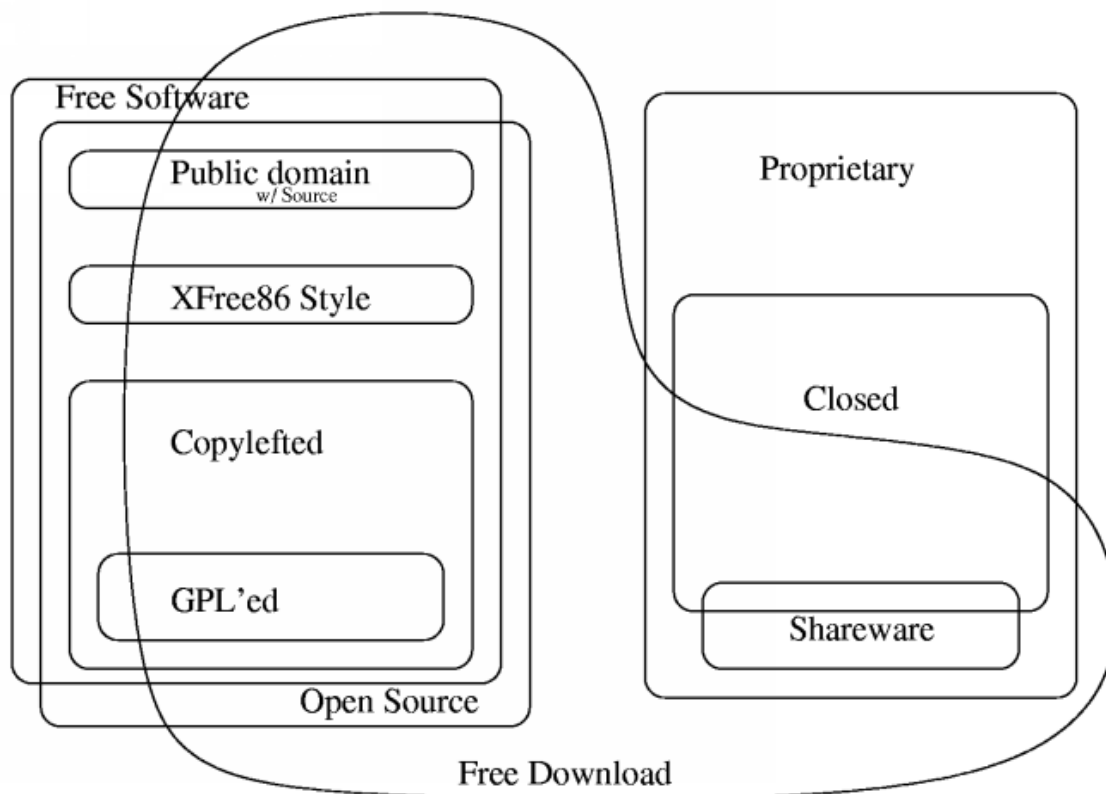 Free Software
Public domain
w/ Source
XFree86 Style
Copylefted
GPL'ed
Open Source
Proprietary
Closed
Shareware
Free Download